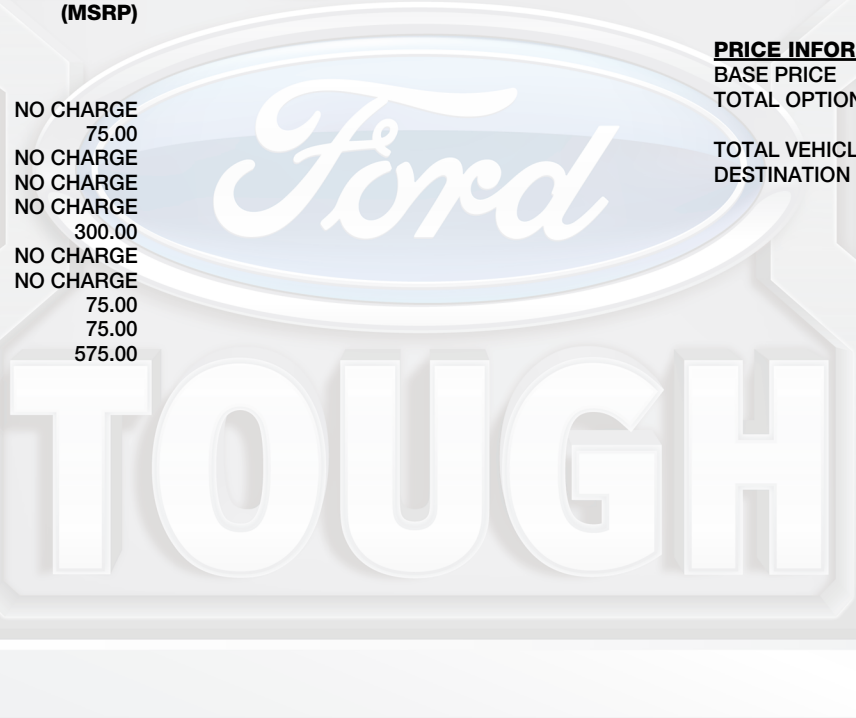 (MSRP)
NO CHARGE
75.00
NO CHARGE
NO CHARGE
NO CHARGE
300.00
NO CHARGE
NO CHARGE
75.00
75.00
575.00
PRICE INFOR
BASE PRICE
TOTAL OPTION
TOTAL VEHICL
DESTINATION
Ford
TOUGH